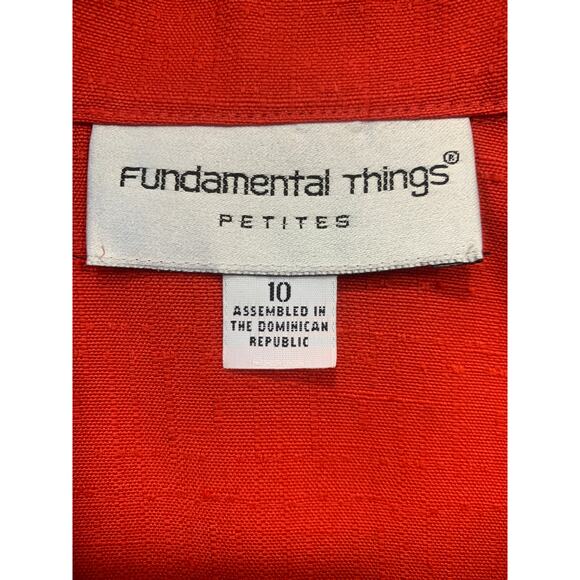 Fundamental Things®
PETITES
10
ASSEMBLED IN
THE DOMINICAN
REPUBLIC